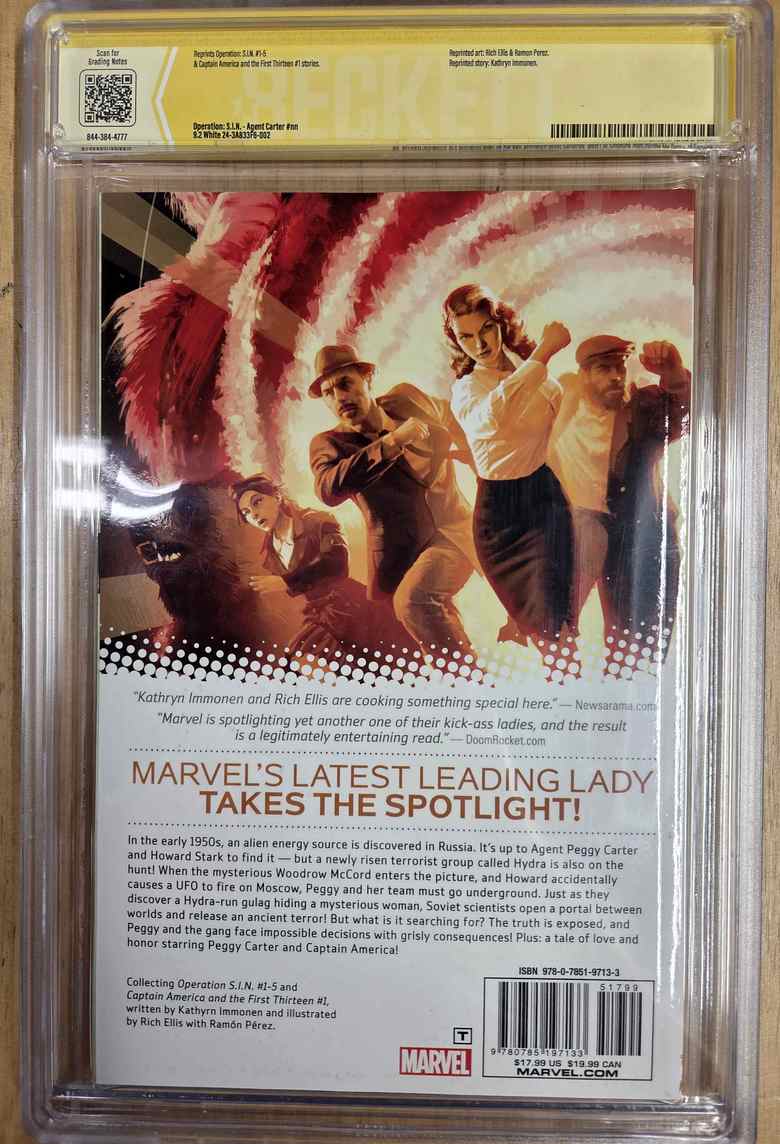 Scan for
Grading Notes
844-384-4777
Reprints Operation: S.I.N. #1-5
& Captain America and the First Thirteen #1 stories.
Reprinted art: Rich Ellis & Ramon Perez.
Reprinted story: Kathryn Immonen.
BECKET
Operation: S.I.N. - Agent Carter #nn
9.2 White 24-3A833F6-002
"Kathryn Immonen and Rich Ellis are cooking something special here." — Newsarama.com
"Marvel is spotlighting yet another one of their kick-ass ladies, and the result
is a legitimately entertaining read." — DoomRocket.com
MARVEL'S LATEST LEADING LADY
TAKES THE SPOTLIGHT!
In the early 1950s, an alien energy source is discovered in Russia. It's up to Agent Peggy Carter
and Howard Stark to find it — but a newly risen terrorist group called Hydra is also on the
hunt! When the mysterious Woodrow McCord enters the picture, and Howard accidentally
causes a UFO to fire on Moscow, Peggy and her team must go underground. Just as they
discover a Hydra-run gulag hiding a mysterious woman, Soviet scientists open a portal between
worlds and release an ancient terror! But what is it searching for? The truth is exposed, and
Peggy and the gang face impossible decisions with grisly consequences! Plus: a tale of love and
honor starring Peggy Carter and Captain America!
Collecting Operation S.I.N. #1-5 and
Captain America and the First Thirteen #1,
written by Kathyrn Immonen and illustrated
by Rich Ellis with Ramón Pérez.
T
MARVEL
ISBN 978-0-7851-9713-3
51799
9 780785 197133
$17.99 US $19.99 CAN
MARVEL.COM